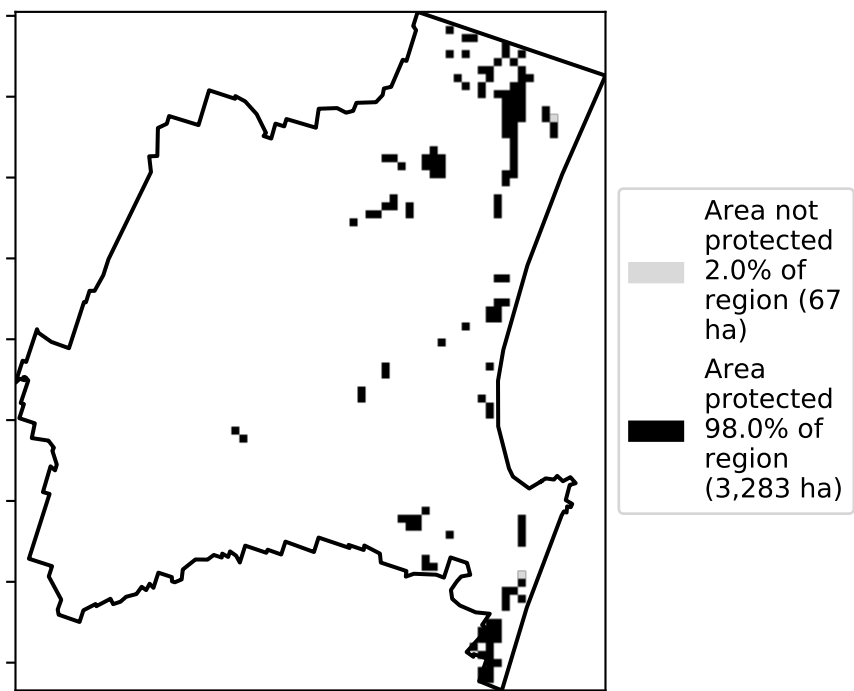 Area not
protected
2.0% of
region (67
ha)
Area
protected
98.0% of
region
(3,283 ha)